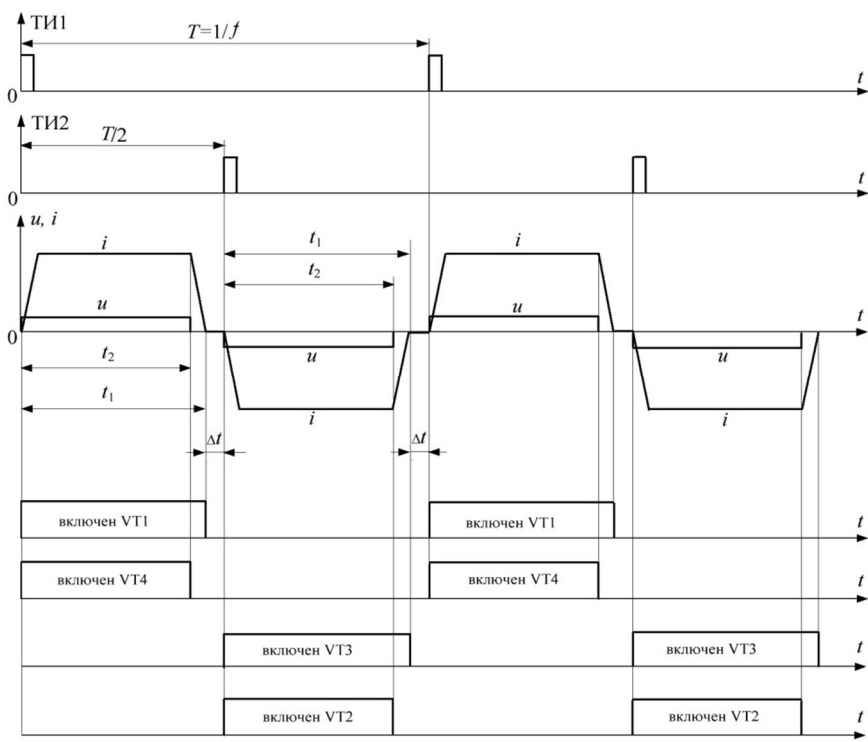 ТИ1
T=1/f
t
0
ТИ2
T/2
t
0
u, i
i
t₁
i
t₂
u
u
t
0
u
u
t₂
t₁
i
i
Δt
Δt
включен VT1
включен VT1
t
включен VT4
включен VT4
t
включен VT3
включен VT3
t
включен VT2
включен VT2
t